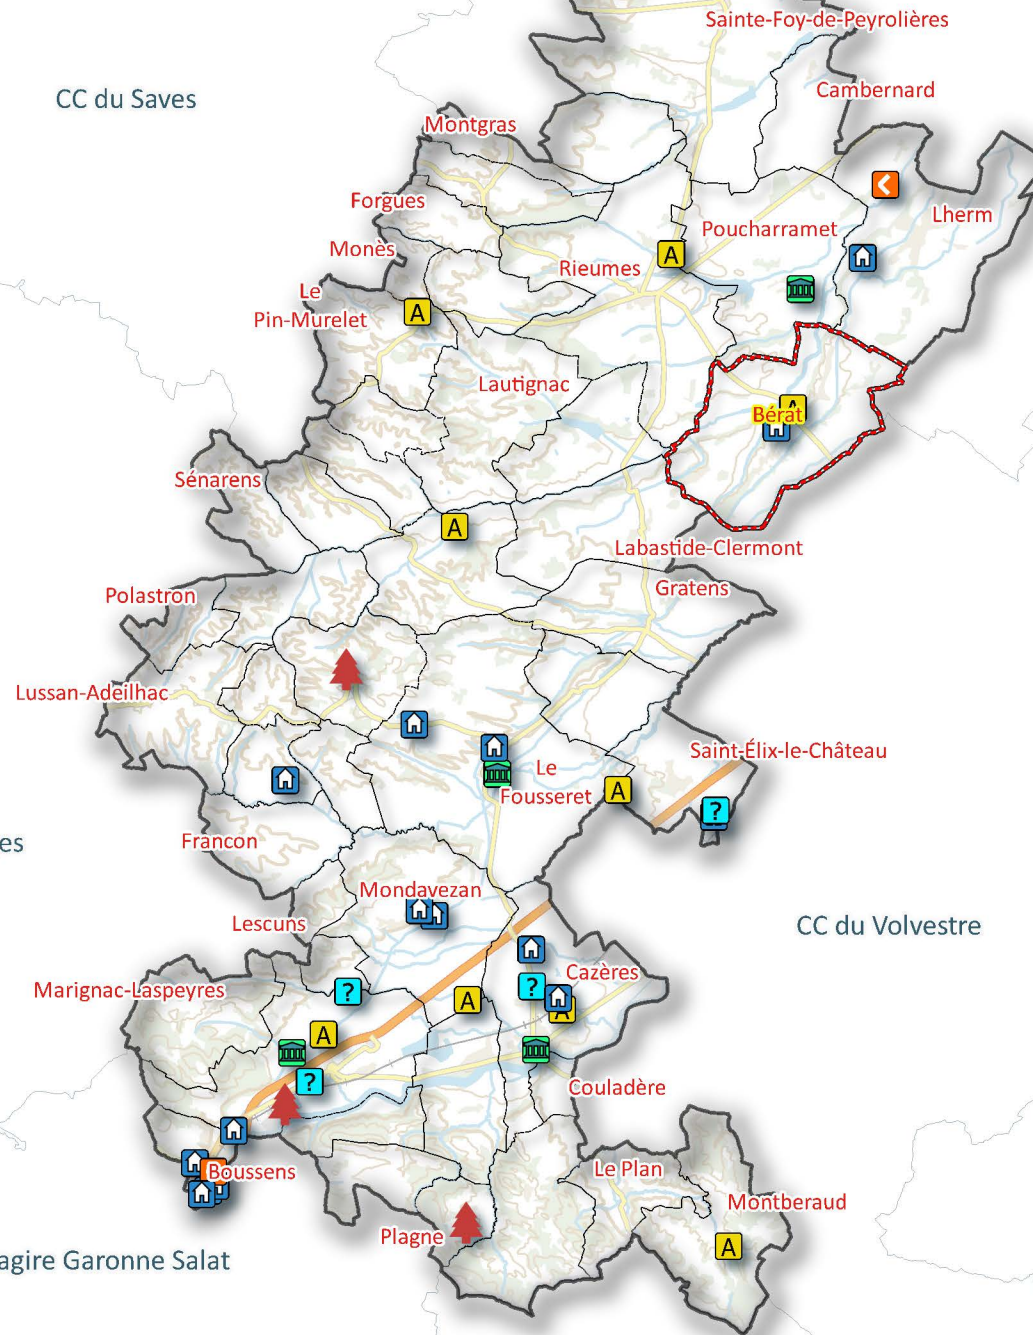 Sainte-Foy-de-Peyrolières
CC du Saves
Cambernard
Montgras
Forgues
Lherm
Poucharramet
Monès
A
Rieumes
Le
Pin-Murelet
A
Lautignac
A
Bérat
Sénarens
A
Labastide-Clermont
Gratens
Polastron
Lussan-Adeilhac
Saint-Élix-le-Château
Le
Fousseret
A
?
Francon
es
Mondavezan
Lescuns
CC du Volvestre
Cazères
Marignac-Laspeyres
?
?
A
A
A
?
Couladère
Boussens
Le Plan
Montberaud
Plagne
A
agire Garonne Salat